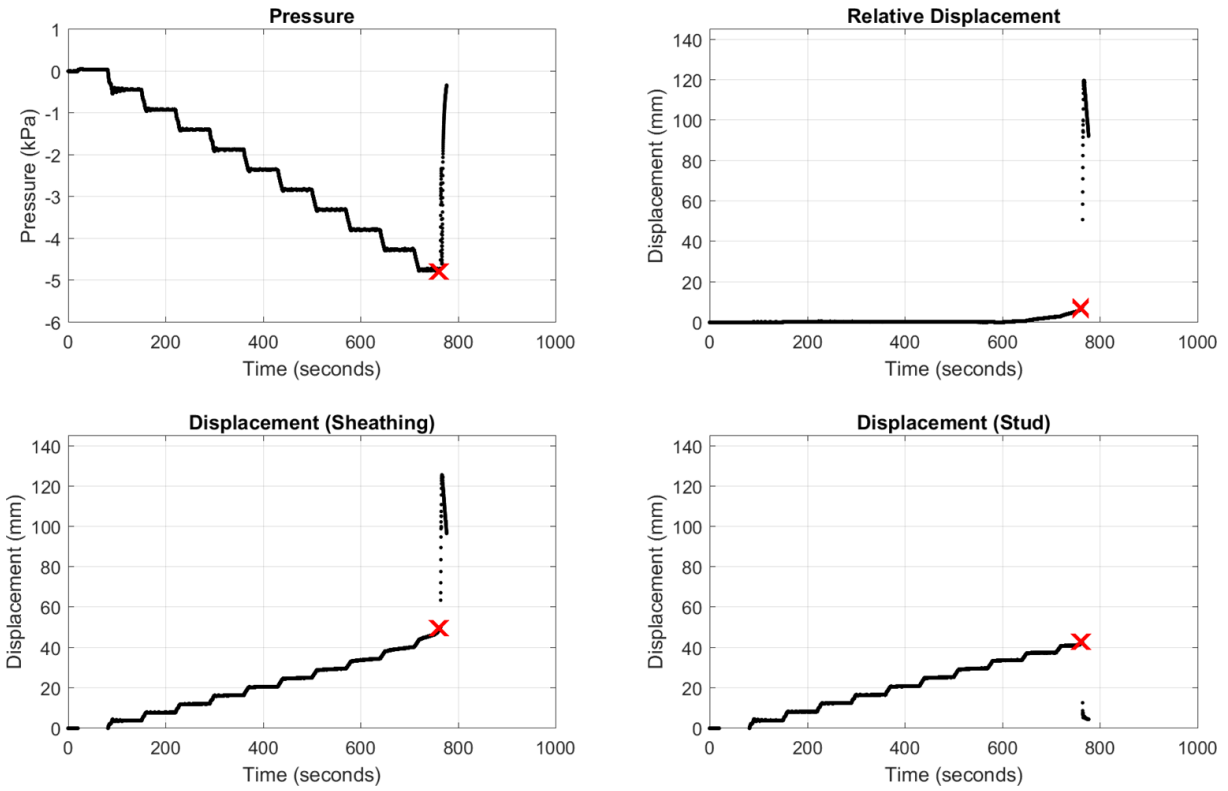 Pressure
1
0
-1
-2
-3
-4
-5
-6
Pressure (kPa)
0 200 400 600 800 1000
Time (seconds)
Relative Displacement
140
120
100
80
60
40
20
0
Displacement (mm)
0 200 400 600 800 1000
Time (seconds)
Displacement (Sheathing)
140
120
100
80
60
40
20
0
Displacement (mm)
0 200 400 600 800 1000
Time (seconds)
Displacement (Stud)
140
120
100
80
60
40
20
0
Displacement (mm)
0 200 400 600 800 1000
Time (seconds)